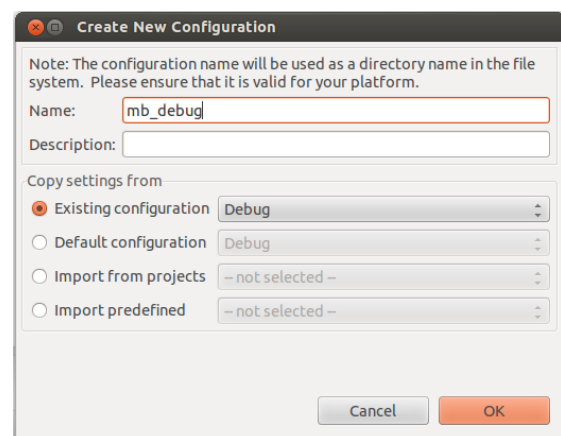 Create New Configuration
Note: The configuration name will be used as a directory name in the file
system. Please ensure that it is valid for your platform.
Name: mb_debug
Description:
Copy settings from
Existing configuration Debug
Default configuration Debug
Import from projects -- not selected --
Import predefined -- not selected --
Cancel OK